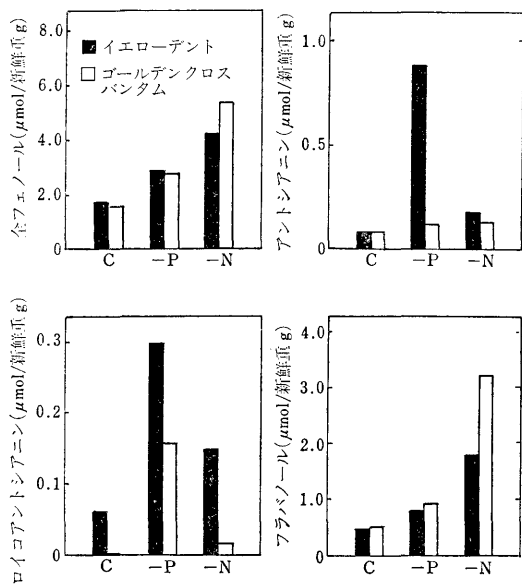 全フェノール(μmol/新鮮重g)
8.0
6.0
4.0
2.0
0
イエローデント
ゴールデンクロス
バンタム
C
−P
−N
アントシアニン(μmol/新鮮重g)
1.0
0.5
0
C
−P
−N
ロイコアントシアニン(μmol/新鮮重g)
0.3
0.2
0.1
0
C
−P
−N
フラバノール(μmol/新鮮重g)
4.0
3.0
2.0
1.0
0
C
−P
−N